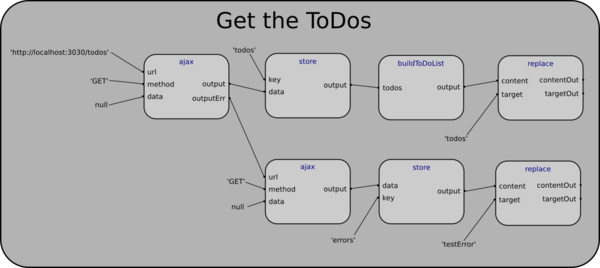 Get the ToDos
'http://localhost:3030/todos'
'GET'
null
ajax
url
method
data
output
outputErr
'todos'
store
key
data
output
buildToDoList
todos
output
'todos'
replace
content
target
contentOut
targetOut
'GET'
null
ajax
url
method
data
output
'errors'
store
data
key
output
'testError'
replace
content
target
contentOut
targetOut